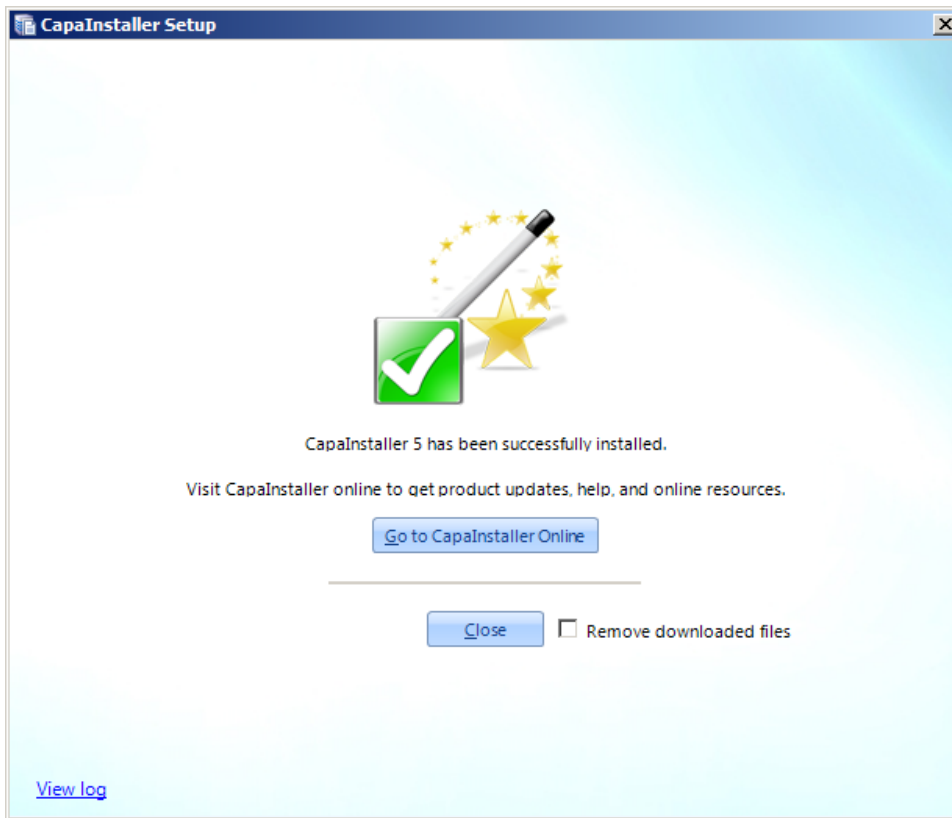 CapaInstaller Setup
CapaInstaller 5 has been successfully installed.
Visit CapaInstaller online to get product updates, help, and online resources.
Go to CapaInstaller Online
Close
Remove downloaded files
View log